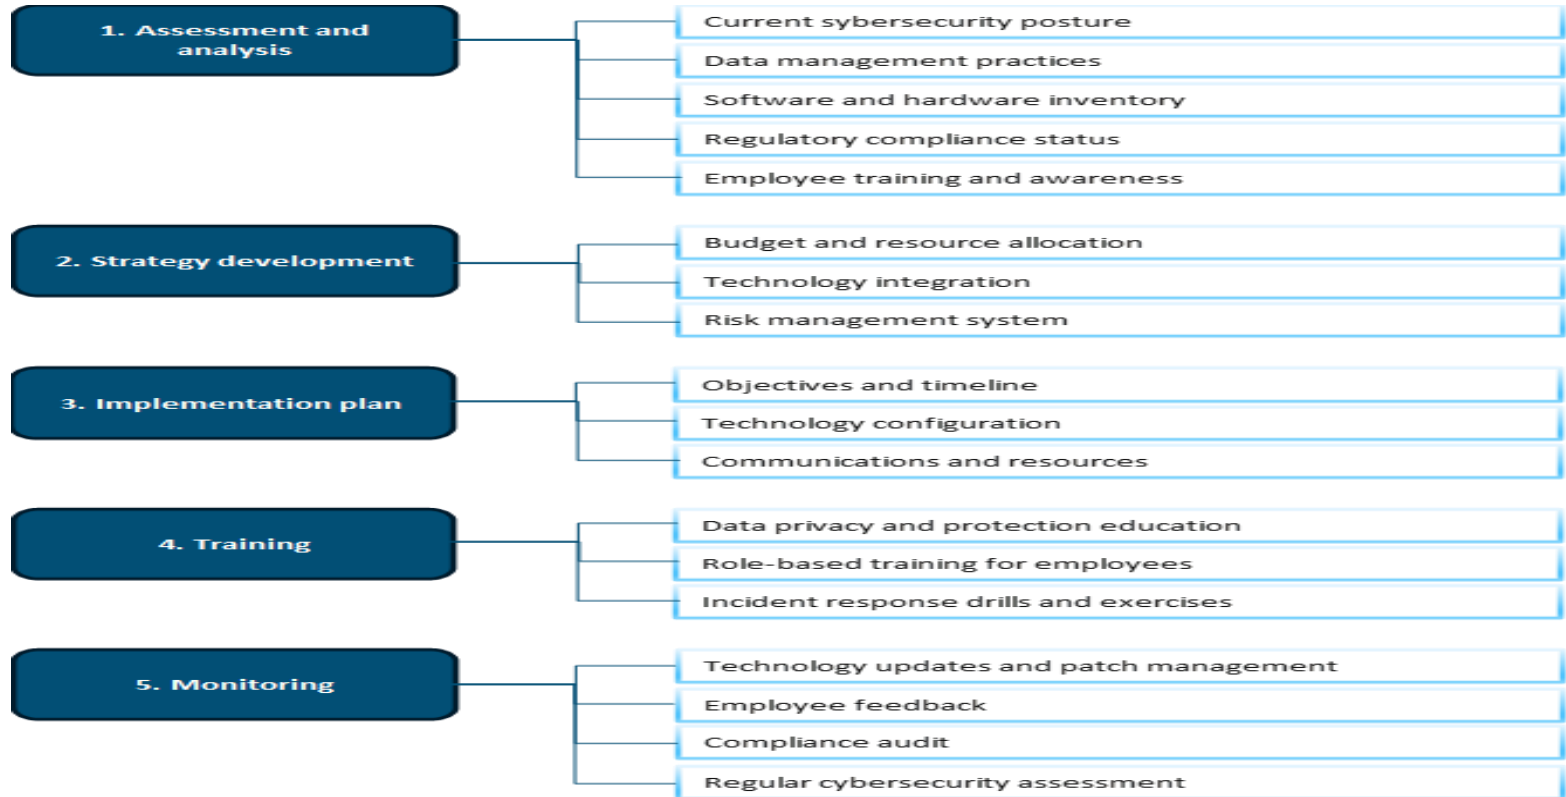 1. Assessment and
analysis
Current sybersecurity posture
Data management practices
Software and hardware inventory
Regulatory compliance status
Employee training and awareness
2. Strategy development
Budget and resource allocation
Technology integration
Risk management system
3. Implementation plan
Objectives and timeline
Technology configuration
Communications and resources
4. Training
Data privacy and protection education
Role-based training for employees
Incident response drills and exercises
5. Monitoring
Technology updates and patch management
Employee feedback
Compliance audit
Regular cybersecurity assessment